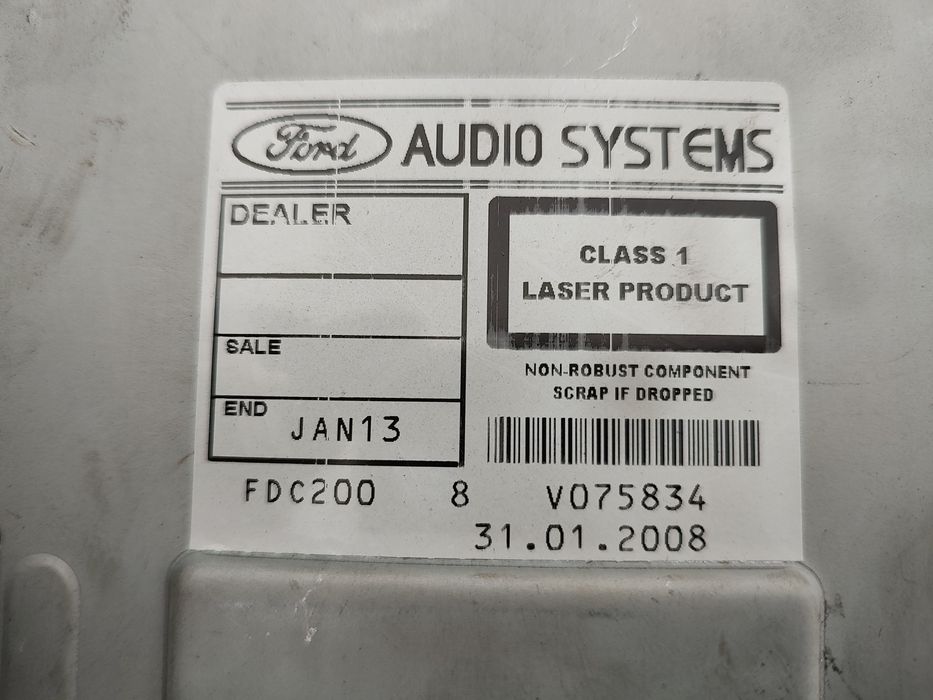 Ford AUDIO SYSTEMS
DEALER
CLASS 1
LASER PRODUCT
SALE
NON-ROBUST COMPONENT
SCRAP IF DROPPED
END JAN13
FDC200 8 V075834
31.01.2008